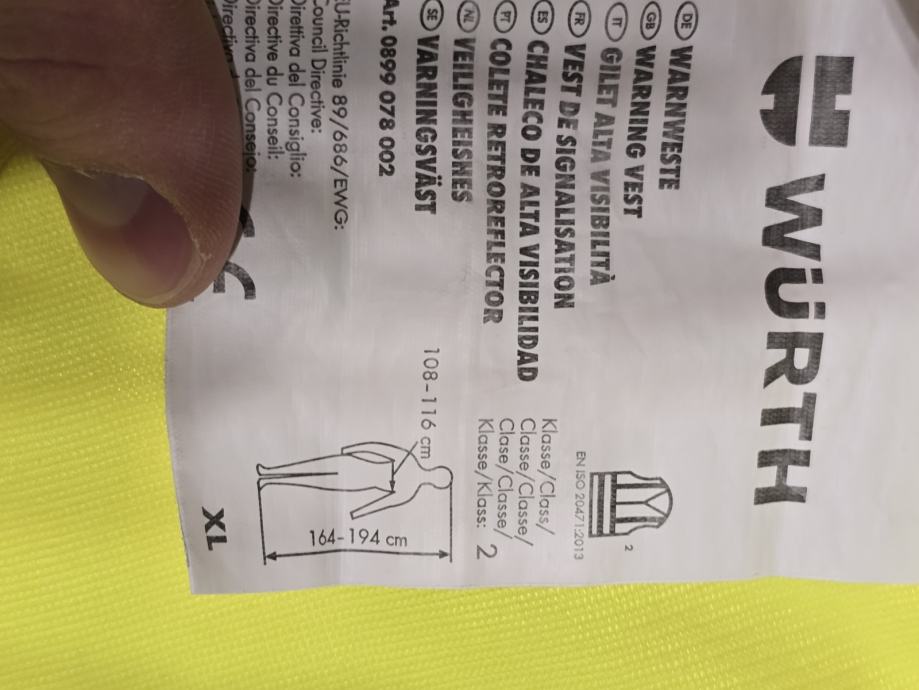 WÜRTH
DE WARNWESTE
GB WARNING VEST
IT GILET ALTA VISIBILITÀ
FR VEST DE SIGNALISATION
ES CHALECO DE ALTA VISIBILIDAD
PT COLETE RETROREFLECTOR
NL VEILIGHEISHES
SE VARNINGSVÄST
Art. 0899 078 002
EU-Richtlinie 89/686/EWG:
Council Directive:
Direttiva del Consiglio:
Directive du Conseil:
Directiva del Consejo:
CE
2
EN ISO 20471:2013
Klasse/Class/
Classe/Classe/
Clase/Classe/
Klasse/Klass: 2
108-116 cm
164-194 cm
XL